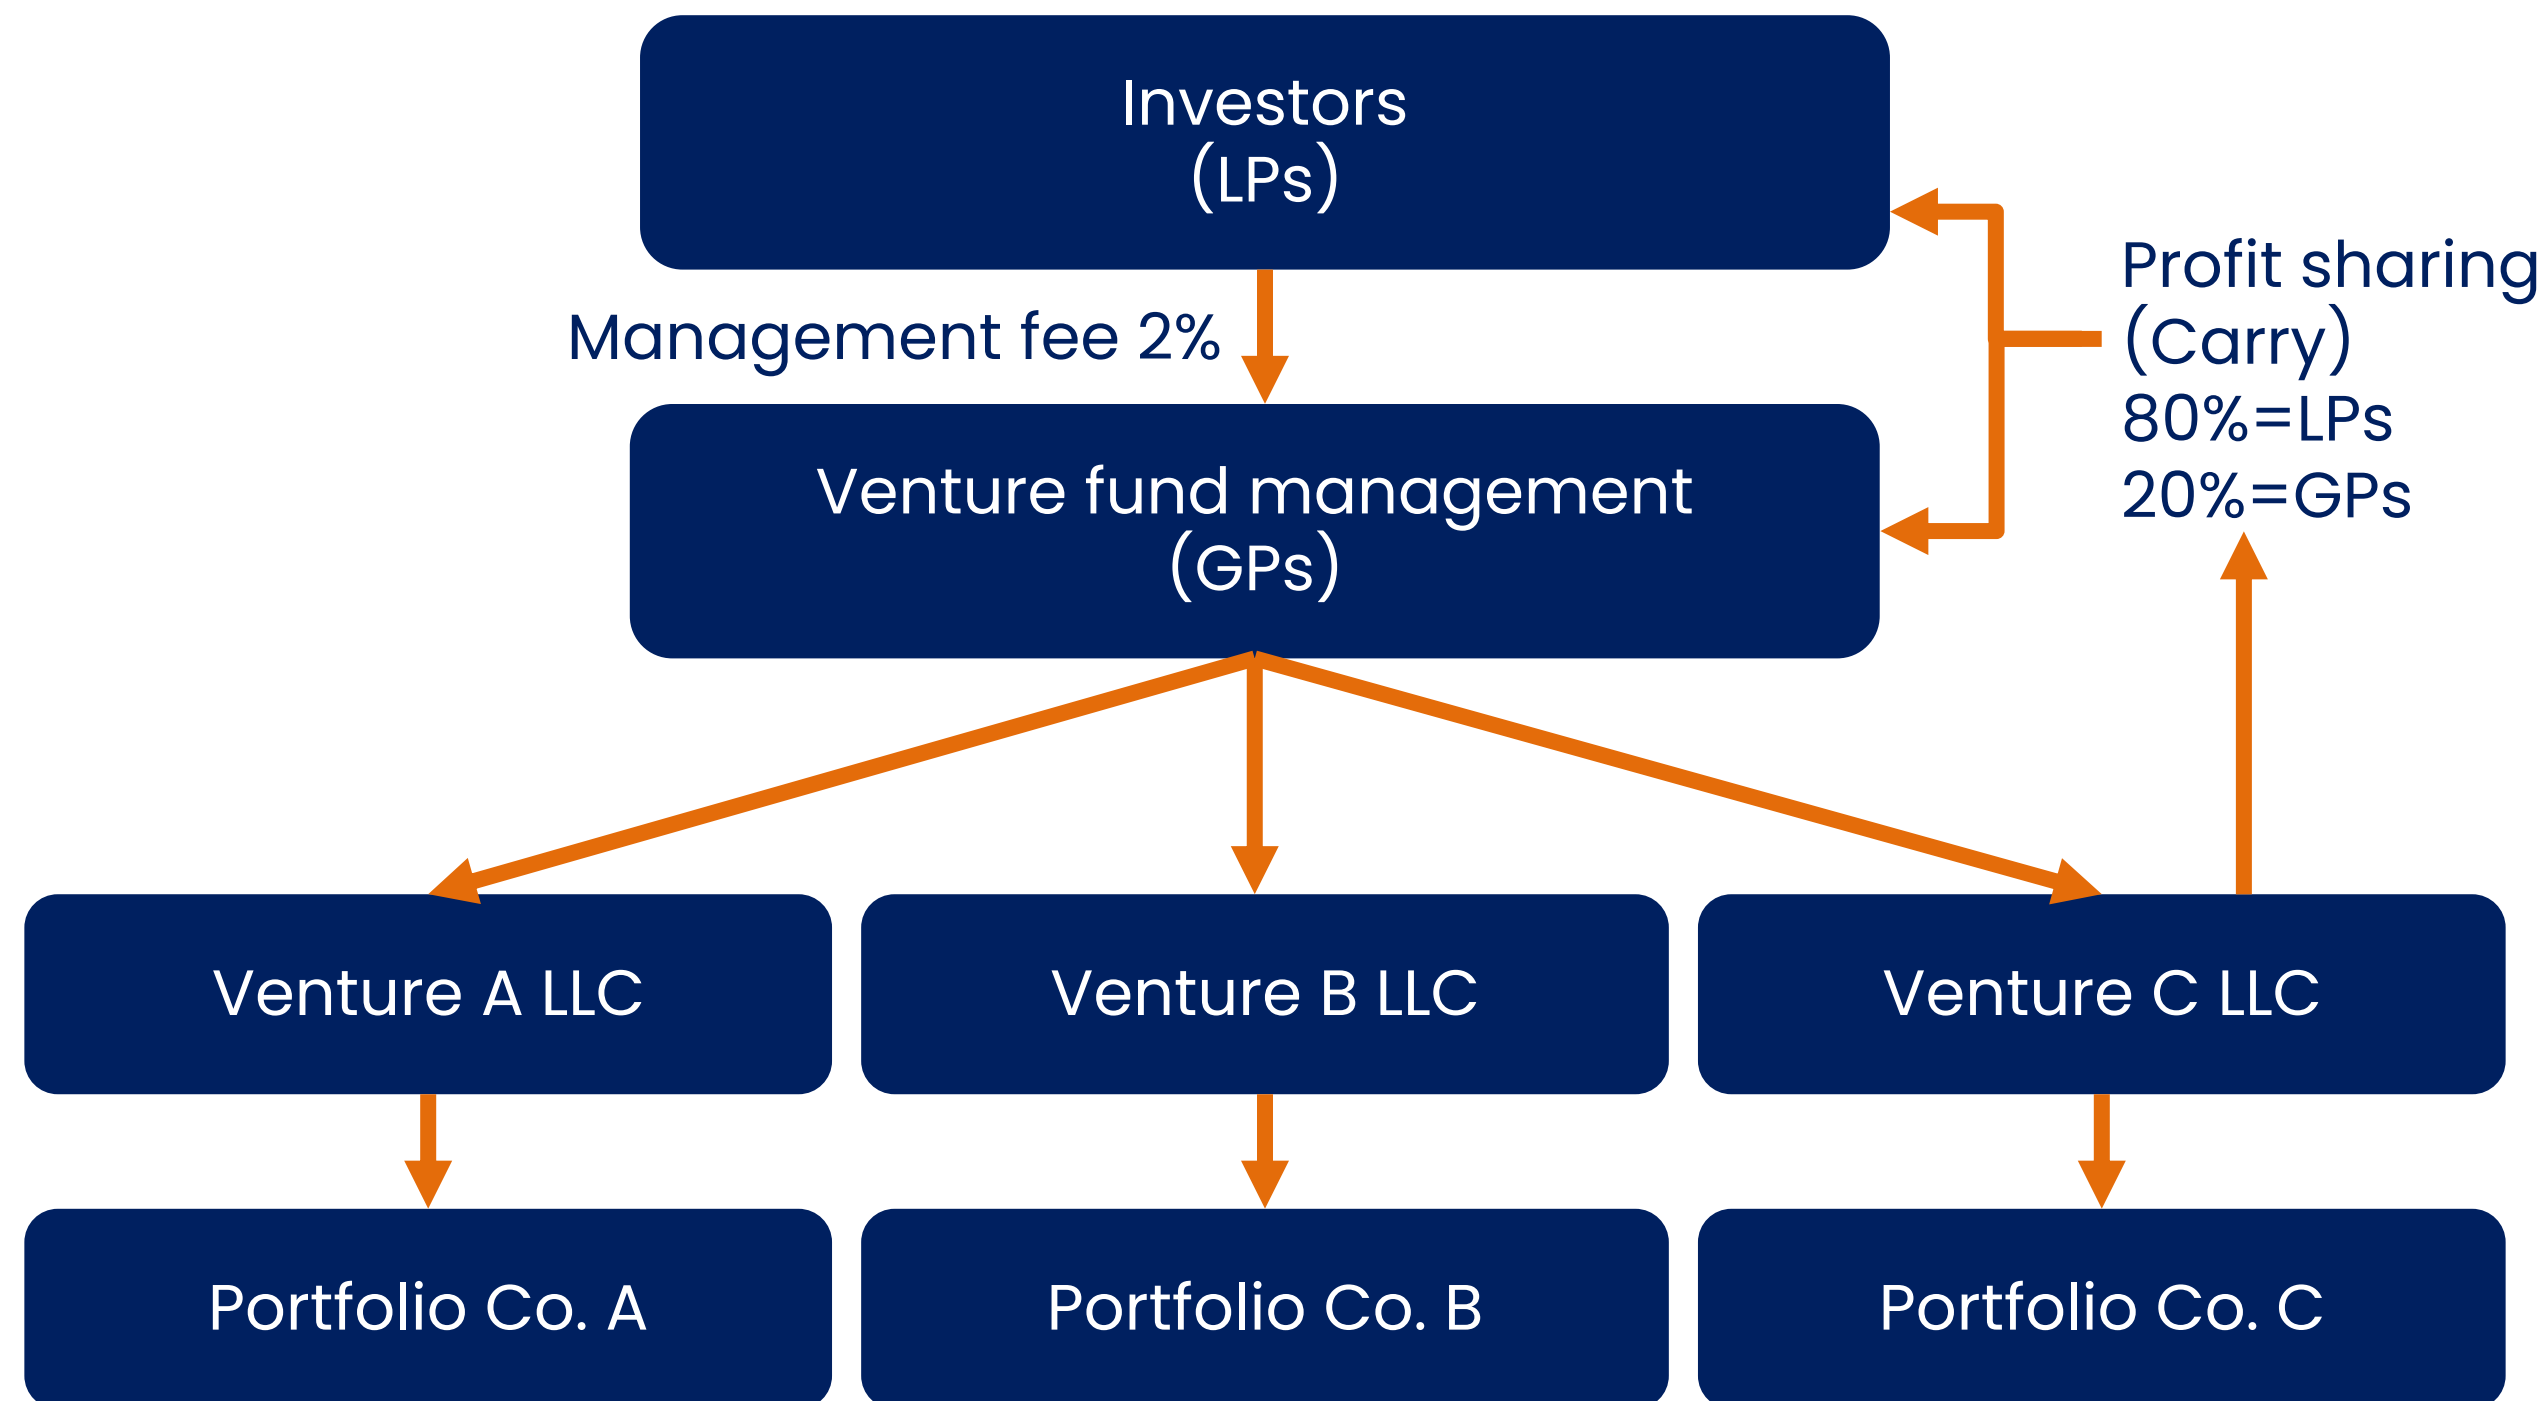 Investors
(LPs)
Management fee 2%
Profit sharing
(Carry)
80%=LPs
20%=GPs
Venture fund management
(GPs)
Venture A LLC
Venture B LLC
Venture C LLC
Portfolio Co. A
Portfolio Co. B
Portfolio Co. C